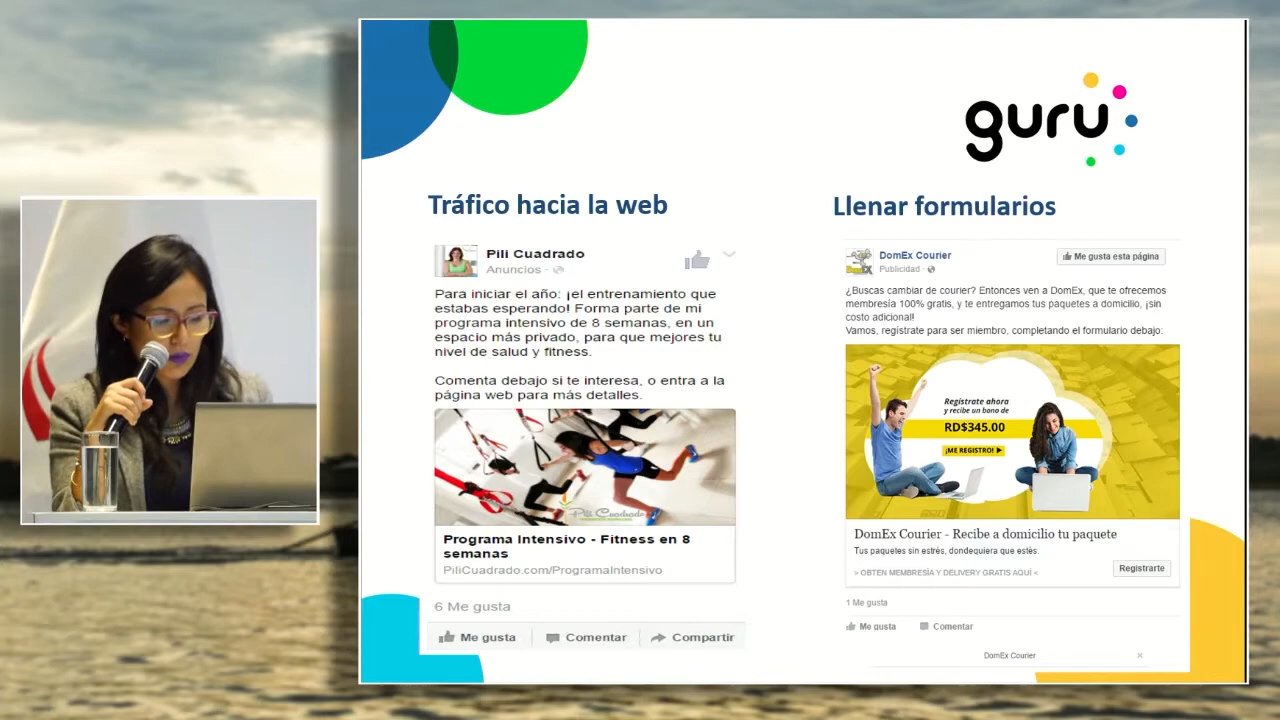 guru
Tráfico hacia la web
Pili Cuadrado
Anuncios ·
Para iniciar el año: ¡el entrenamiento que
estabas esperando! Forma parte de mi
programa intensivo de 8 semanas, en un
espacio más privado, para que mejores tu
nivel de salud y fitness.
Comenta debajo si te interesa, o entra a la
página web para más detalles.
Pili Cuadrado
Programa Intensivo - Fitness en 8
semanas
PiliCuadrado.com/ProgramaIntensivo
6 Me gusta
Me gusta
Comentar
Compartir
Llenar formularios
DomEx Courier
Publicidad ·
Me gusta esta página
¿Buscas cambiar de courier? Entonces ven a DomEx, que te ofrecemos
membresía 100% gratis, y te entregamos tus paquetes a domicilio, ¡sin
costo adicional!
Vamos, regístrate para ser miembro, completando el formulario debajo:
Regístrate ahora
y recibe un bono de
RD$345.00
¡ME REGISTRO!
DomEx Courier - Recibe a domicilio tu paquete
Tus paquetes sin estrés, dondequiera que estés.
> OBTEN MEMBRESÍA Y DELIVERY GRATIS AQUÍ <
Registrarte
1 Me gusta
Me gusta
Comentar
DomEx Courier